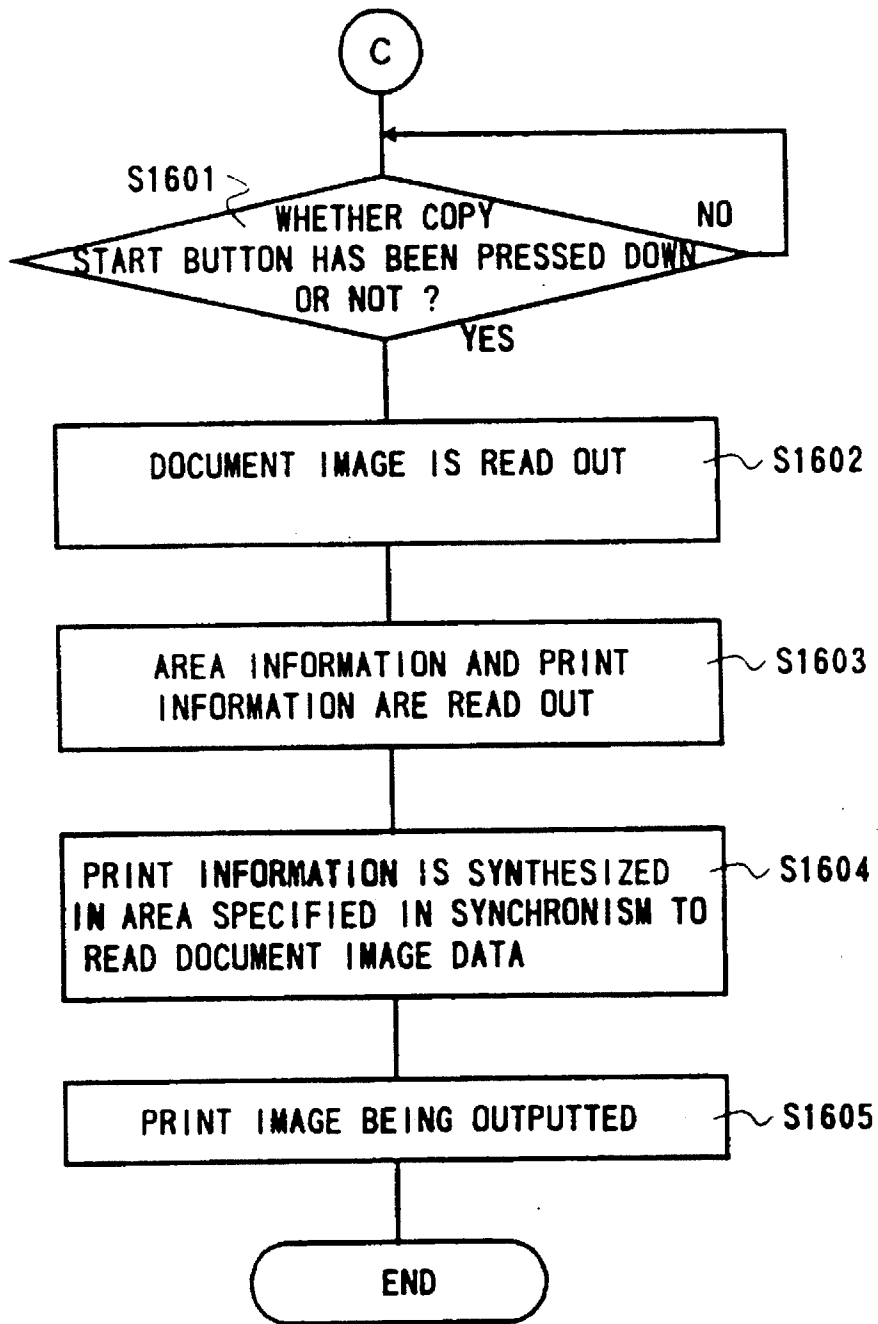 C
S1601
WHETHER COPY
NO
START BUTTON HAS BEEN PRESSED DOWN
OR NOT ?
YES
DOCUMENT IMAGE IS READ OUT
S1602
AREA INFORMATION AND PRINT
S1603
INFORMATION ARE READ OUT
PRINT INFORMATION IS SYNTHESIZED
S1604
IN AREA SPECIFIED IN SYNCHRONISM TO
READ DOCUMENT IMAGE DATA
PRINT IMAGE BEING OUTPUTTED
S1605
END